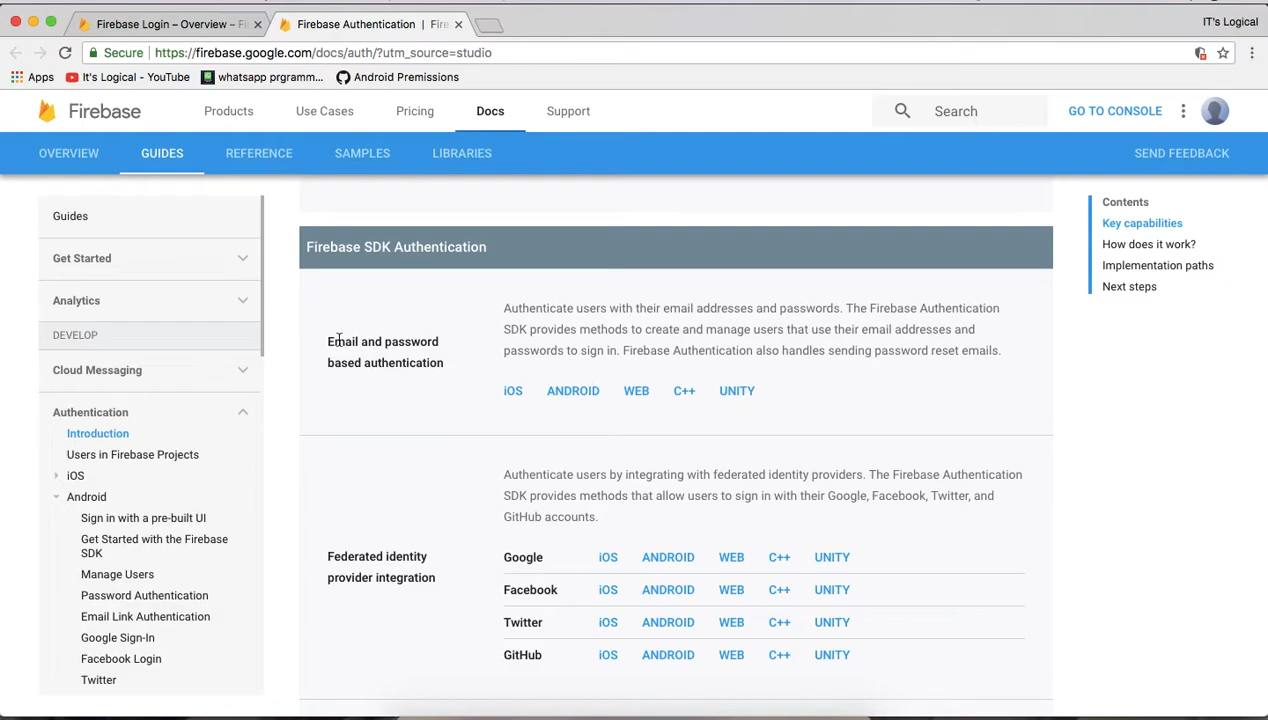 Firebase Login – Overview – Fi
Firebase Authentication | Fire
IT's Logical
Secure https://firebase.google.com/docs/auth/?utm_source=studio
Apps It's Logical - YouTube whatsapp prgramm... Android Premissions
Firebase Products Use Cases Pricing Docs Support Search GO TO CONSOLE
OVERVIEW GUIDES REFERENCE SAMPLES LIBRARIES SEND FEEDBACK
Guides
Get Started
Analytics
DEVELOP
Cloud Messaging
Authentication
Introduction
Users in Firebase Projects
iOS
Android
Sign in with a pre-built UI
Get Started with the Firebase
SDK
Manage Users
Password Authentication
Email Link Authentication
Google Sign-In
Facebook Login
Twitter
Firebase SDK Authentication
Email and password
based authentication
Authenticate users with their email addresses and passwords. The Firebase Authentication
SDK provides methods to create and manage users that use their email addresses and
passwords to sign in. Firebase Authentication also handles sending password reset emails.
iOS ANDROID WEB C++ UNITY
Federated identity
provider integration
Authenticate users by integrating with federated identity providers. The Firebase Authentication
SDK provides methods that allow users to sign in with their Google, Facebook, Twitter, and
GitHub accounts.
Google iOS ANDROID WEB C++ UNITY
Facebook iOS ANDROID WEB C++ UNITY
Twitter iOS ANDROID WEB C++ UNITY
GitHub iOS ANDROID WEB C++ UNITY
Contents
Key capabilities
How does it work?
Implementation paths
Next steps